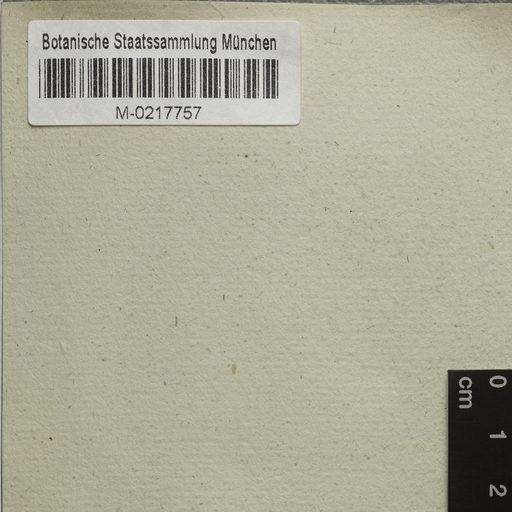 Botanische Staatssammlung München
M-0217757
cm
0
1
2